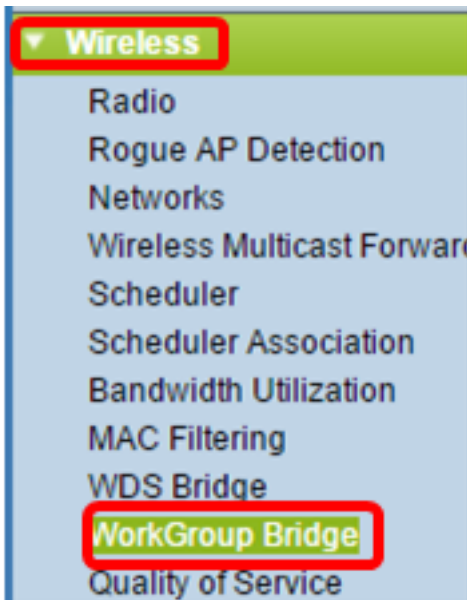 Wireless
Radio
Rogue AP Detection
Networks
Wireless Multicast Forward
Scheduler
Scheduler Association
Bandwidth Utilization
MAC Filtering
WDS Bridge
WorkGroup Bridge
Quality of Service